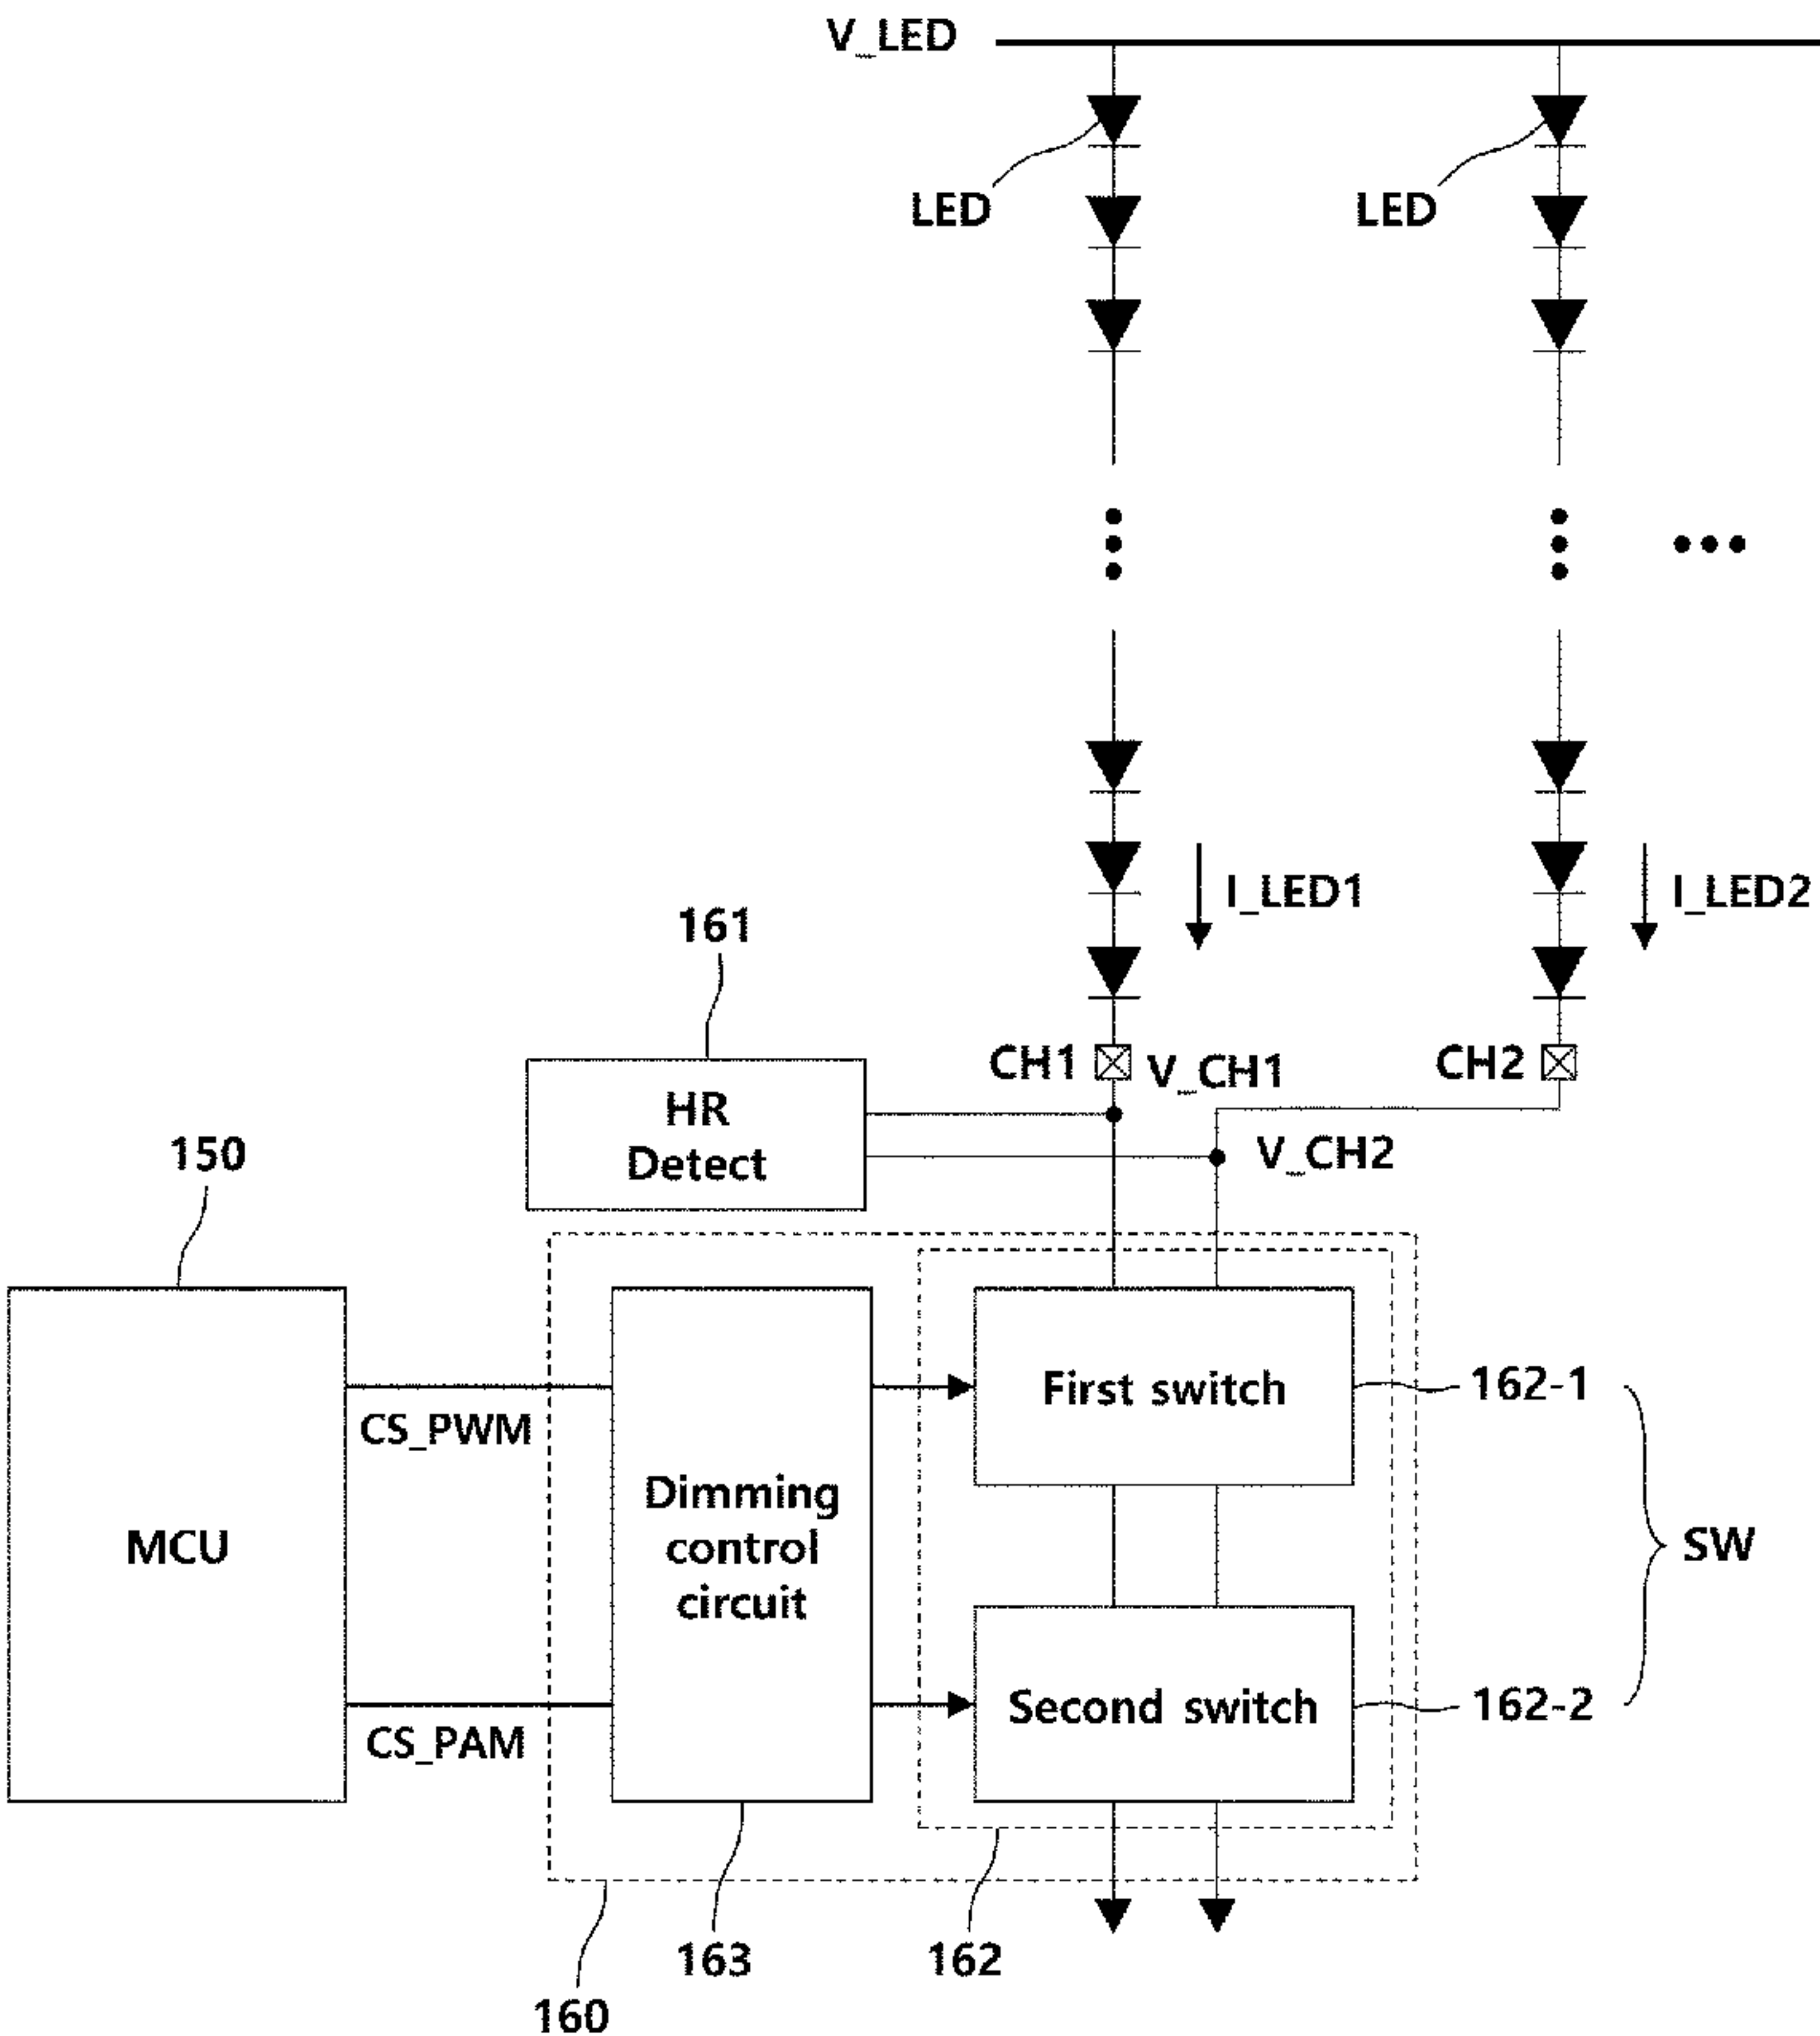 V_LED
LED
LED
I_LED1
I_LED2
161
CH1
V_CH1
CH2
HR
Detect
V_CH2
150
First switch
162-1
CS_PWM
Dimming
control
circuit
MCU
SW
Second switch
162-2
CS_PAM
163
162
160